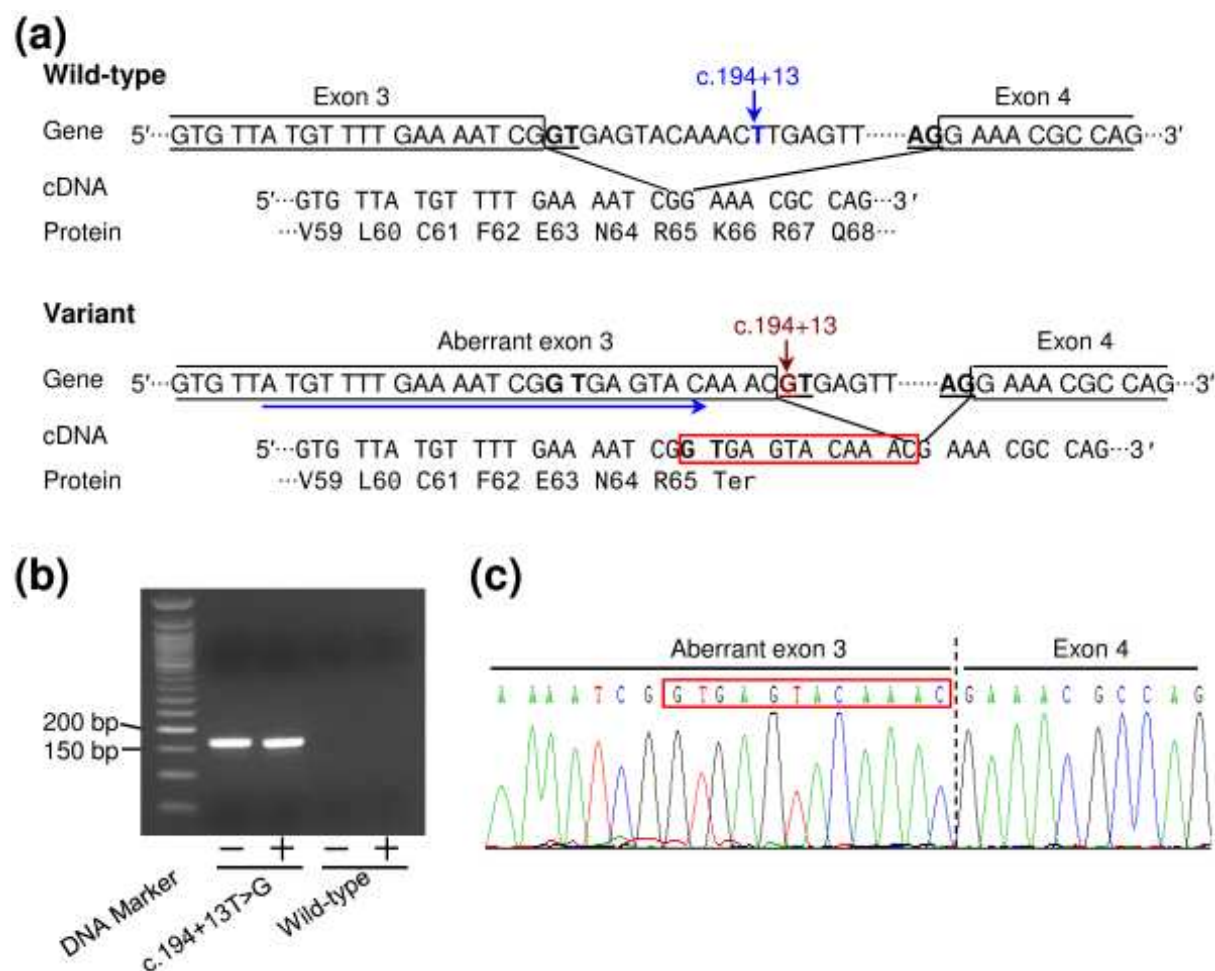 (a)
Wild-type
c.194+13
Exon 3
Exon 4
Gene 5′···GTG TTA TGT TTT GAA AAT CGGTGAGTACAAACTTGAGTT······AGG AAA CGC CAG···3′
cDNA 5′···GTG TTA TGT TTT GAA AAT CGG AAA CGC CAG···3′
Protein ···V59 L60 C61 F62 E63 N64 R65 K66 R67 Q68···
Variant
c.194+13
Aberrant exon 3
Exon 4
Gene 5′···GTG TTA TGT TTT GAA AAT CGG TGA GTA CAA ACGTGAGTT······AGG AAA CGC CAG···3′
cDNA 5′···GTG TTA TGT TTT GAA AAT CGG TGA GTA CAA ACG AAA CGC CAG···3′
Protein ···V59 L60 C61 F62 E63 N64 R65 Ter
(b)
200 bp
150 bp
− + − +
DNA Marker
c.194+13T>G
Wild-type
(c)
Aberrant exon 3
Exon 4
A A A A T C G G T G A G T A C A A A C G A A A C G C C A G